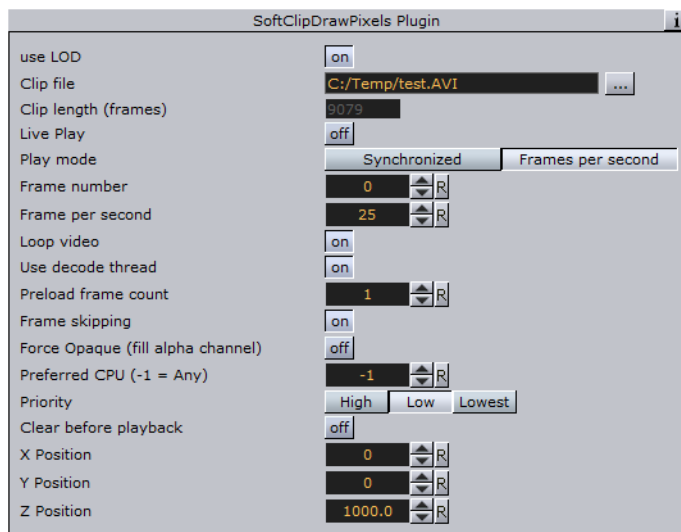 SoftClipDrawPixels Plugin i
use LOD on
Clip file C:/Temp/test.AVI ...
Clip length (frames) 9079
Live Play off
Play mode Synchronized Frames per second
Frame number 0 R
Frame per second 25 R
Loop video on
Use decode thread on
Preload frame count 1 R
Frame skipping on
Force Opaque (fill alpha channel) off
Preferred CPU (-1 = Any) -1 R
Priority High Low Lowest
Clear before playback off
X Position 0 R
Y Position 0 R
Z Position 1000.0 R